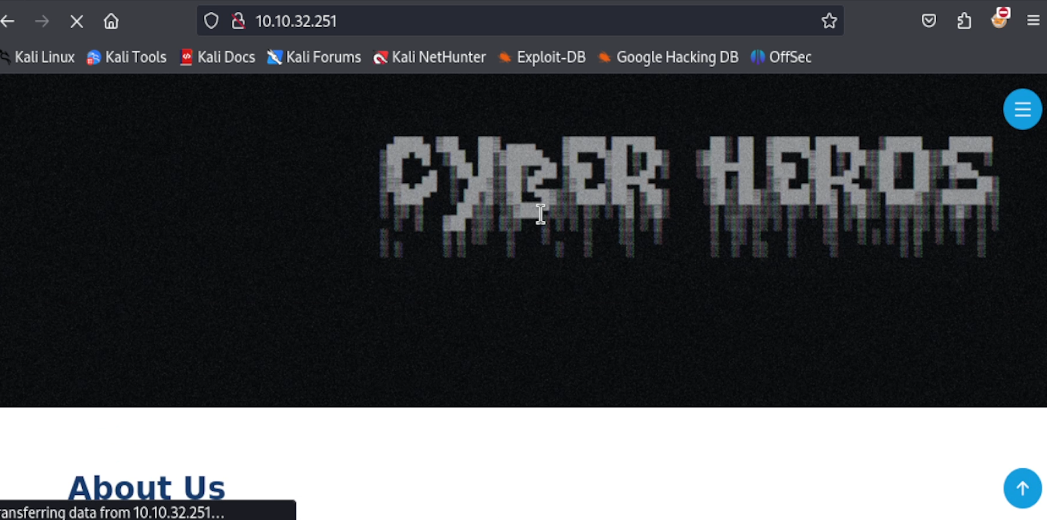 10.10.32.251
Kali Linux Kali Tools Kali Docs Kali Forums Kali NetHunter Exploit-DB Google Hacking DB OffSec
CYBER HEROS
About Us
ransferring data from 10.10.32.251...